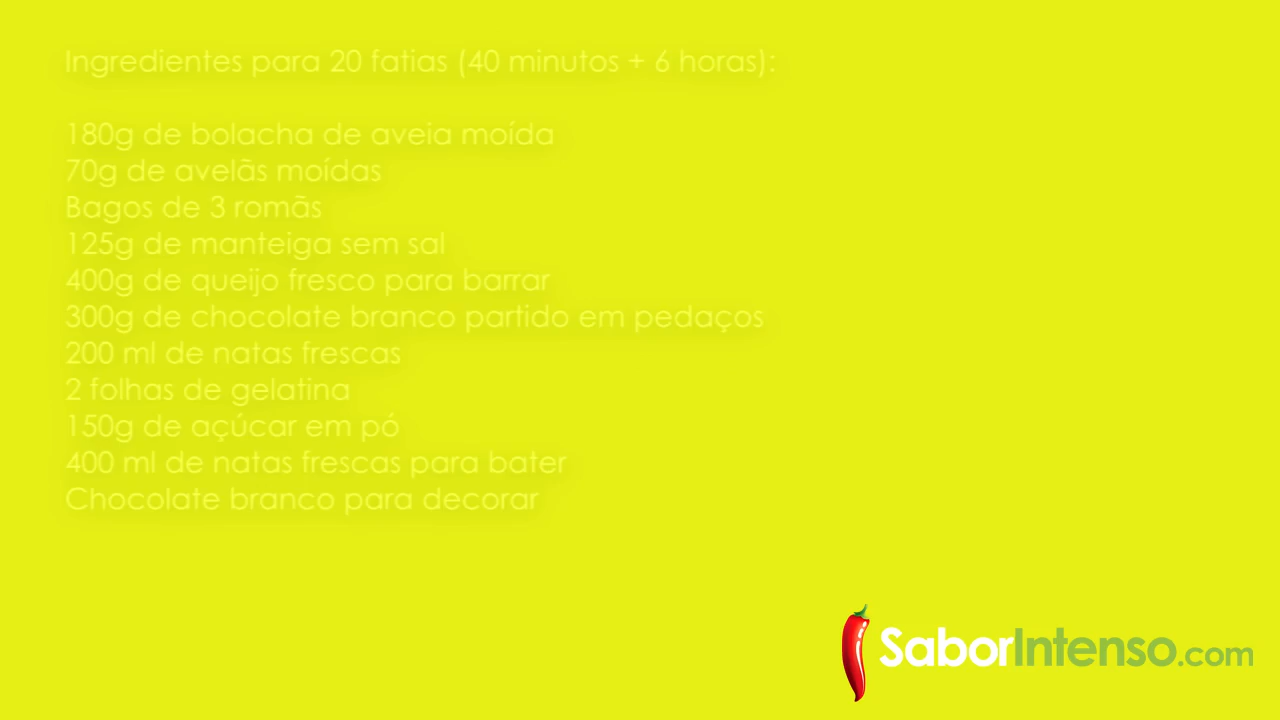 Ingredientes para 20 fatias (40 minutos + 6 horas):
180g de bolacha de aveia moída
70g de avelãs moídas
Bagos de 3 romãs
125g de manteiga sem sal
400g de queijo fresco para barrar
300g de chocolate branco partido em pedaços
200 ml de natas frescas
2 folhas de gelatina
150g de açúcar em pó
400 ml de natas frescas para bater
Chocolate branco para decorar
SaborIntenso.com